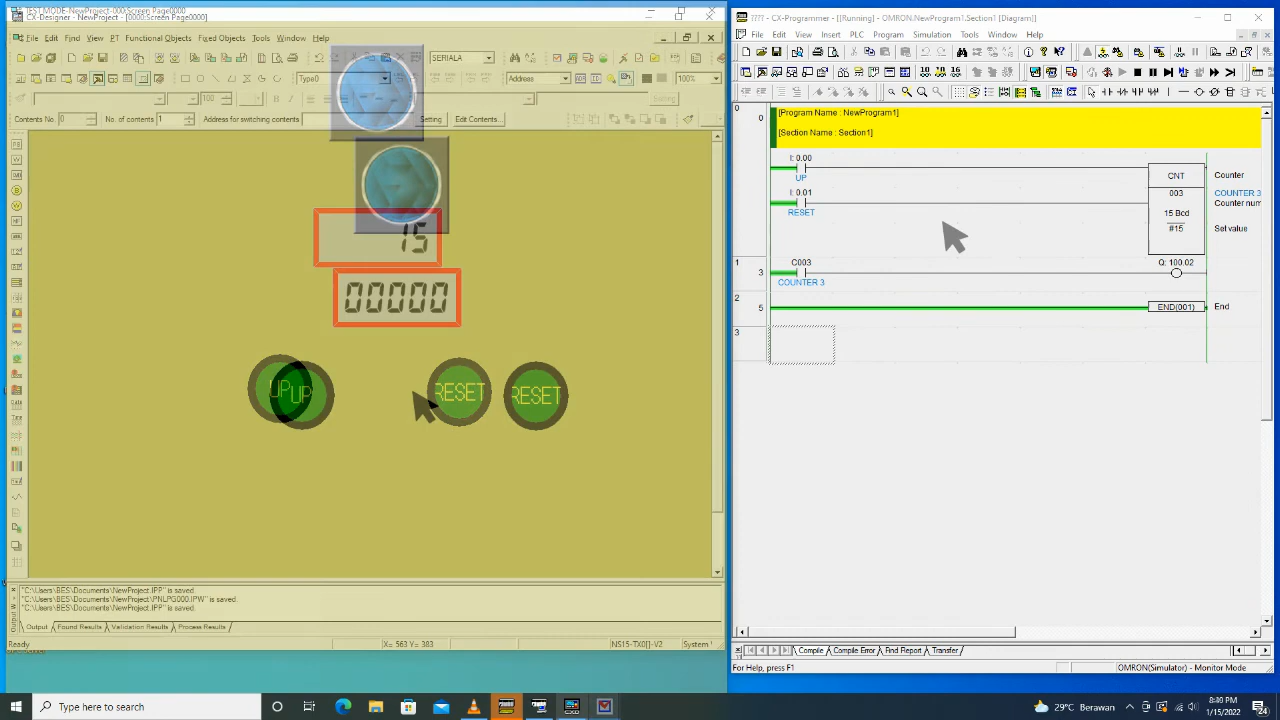 TEST MODE-NewProject-000:Screen Page0000
CX-Designer - NewProject - [0000:Screen Page0000]
File Edit Find View PT Functional Objects Fixed Objects Tools Window Help
SERIALA
Type0
Address
100%
100
B I
Contents No. 0 No. of contents 1 Address for switching contents Setting Edit Contents...
15
00000
UP UP RESET RESET
"C:\Users\BES\Documents\NewProject.IPP" is saved.
"C:\Users\BES\Documents\NewProject\PNLPG000.IPW" is saved.
"C:\Users\BES\Documents\NewProject.IPP" is saved.
Output
Output Found Results Validation Results Process Results
Ready X= 563 Y= 383 NS15-TX0[]-V2 System
???? - CX-Programmer - [[Running] - OMRON.NewProgram1.Section1 [Diagram]]
File Edit View Insert PLC Program Simulation Tools Window Help
0
0
[Program Name : NewProgram1]
[Section Name : Section1]
I: 0.00
UP
CNT Counter
I: 0.01
RESET
003 COUNTER 3
Counter num
15 Bcd
#15 Set value
1
3
C003
COUNTER 3
Q: 100.02
2
5
END(001) End
3
Compile Compile Error Find Report Transfer
For Help, press F1 OMRON(Simulator) - Monitor Mode
Type here to search
29°C Berawan
8:89 PM
1/15/2022
24